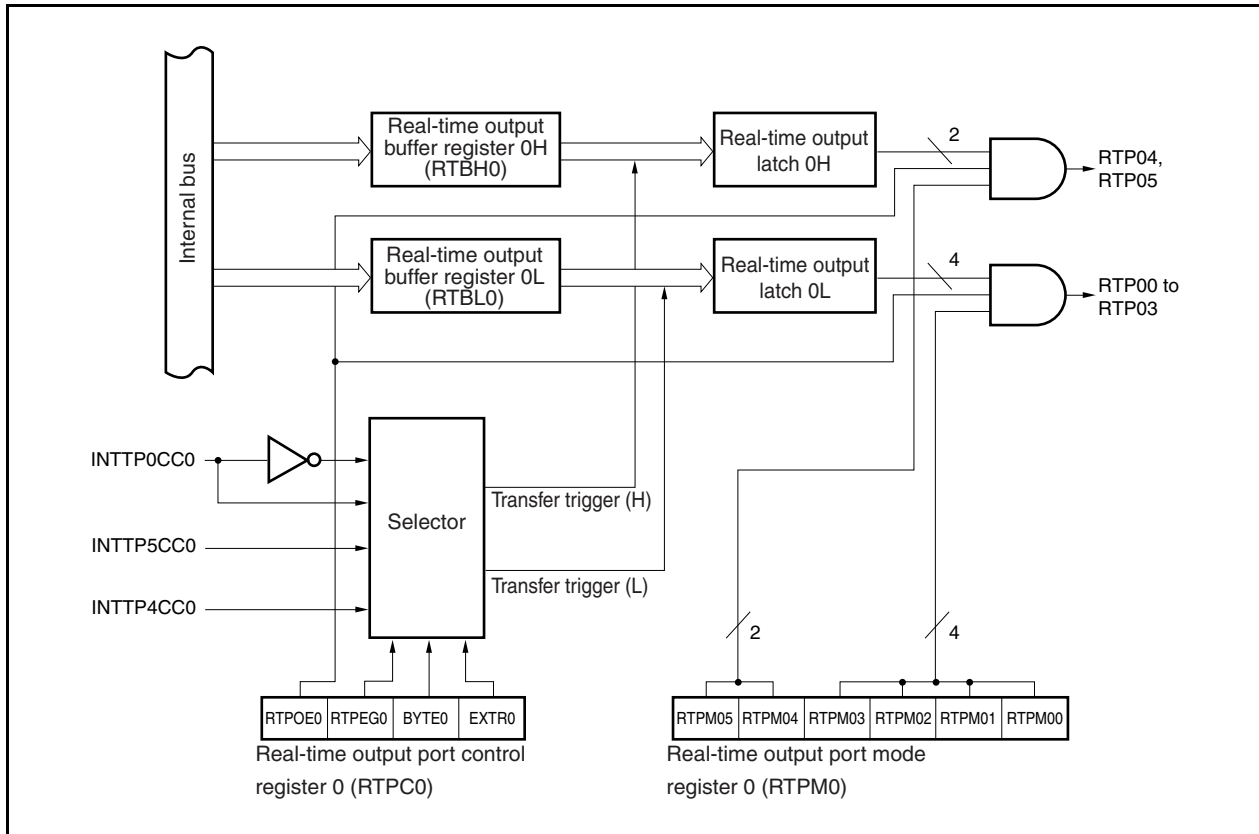 Internal bus
Real-time output
buffer register 0H
(RTBH0)
Real-time output
latch 0H
2
RTP04,
RTP05
Real-time output
buffer register 0L
(RTBL0)
Real-time output
latch 0L
4
RTP00 to
RTP03
INTTP0CC0
INTTP5CC0
INTTP4CC0
Selector
Transfer trigger (H)
Transfer trigger (L)
2
4
RTPOE0 RTPEG0 BYTE0 EXTR0
Real-time output port control
register 0 (RTPC0)
RTPM05 RTPM04 RTPM03 RTPM02 RTPM01 RTPM00
Real-time output port mode
register 0 (RTPM0)